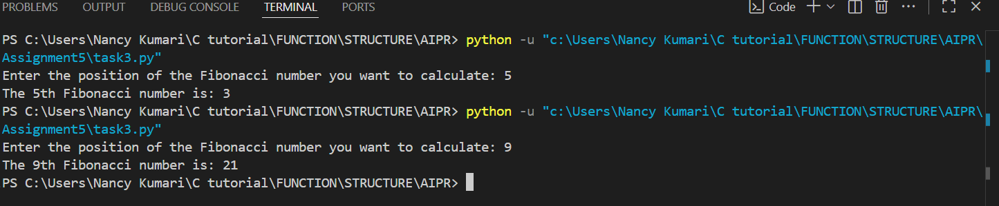 PROBLEMS OUTPUT DEBUG CONSOLE TERMINAL PORTS Code
PS C:\Users\Nancy Kumari\C tutorial\FUNCTION\STRUCTURE\AIPR> python -u "c:\Users\Nancy Kumari\C tutorial\FUNCTION\STRUCTURE\AIPR\
Assignment5\task3.py"
Enter the position of the Fibonacci number you want to calculate: 5
The 5th Fibonacci number is: 3
PS C:\Users\Nancy Kumari\C tutorial\FUNCTION\STRUCTURE\AIPR> python -u "c:\Users\Nancy Kumari\C tutorial\FUNCTION\STRUCTURE\AIPR\
Assignment5\task3.py"
Enter the position of the Fibonacci number you want to calculate: 9
The 9th Fibonacci number is: 21
PS C:\Users\Nancy Kumari\C tutorial\FUNCTION\STRUCTURE\AIPR>